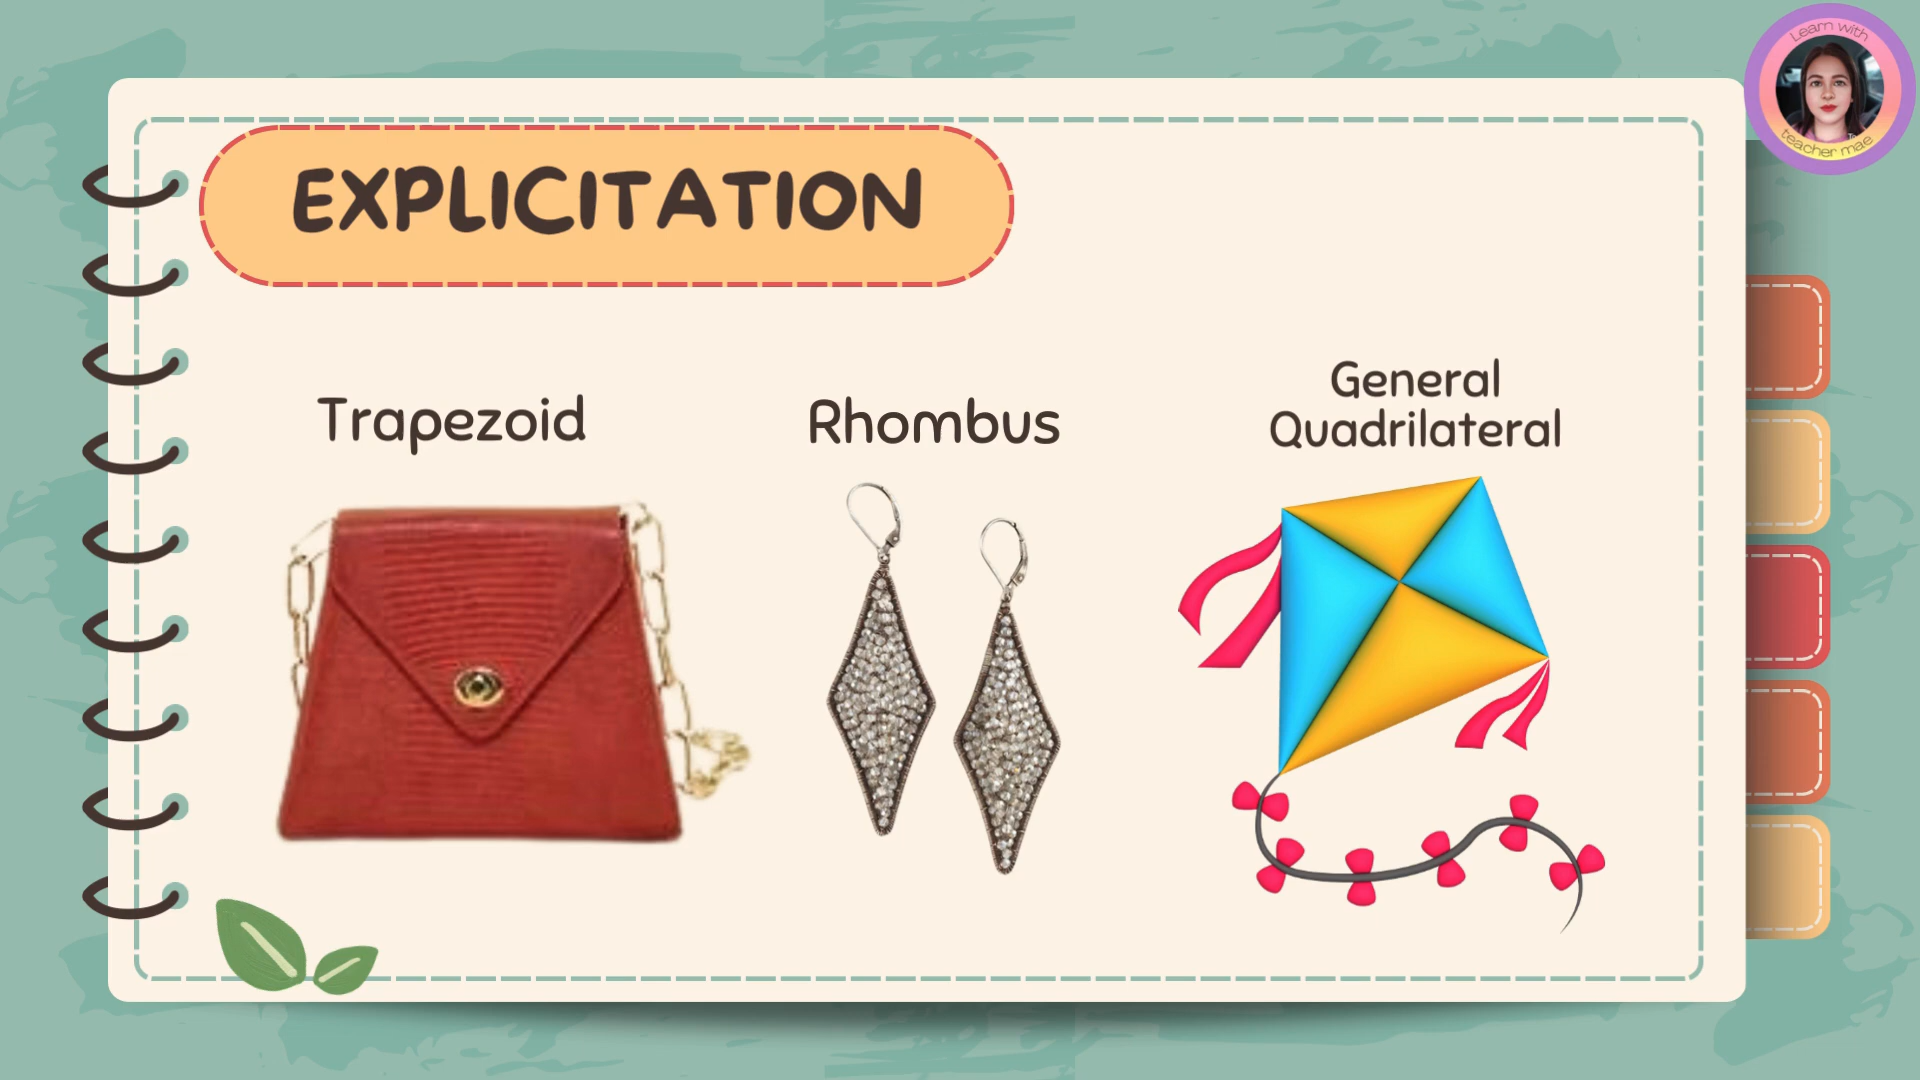 Learn with
teacher mae
EXPLICITATION
Trapezoid
Rhombus
General
Quadrilateral